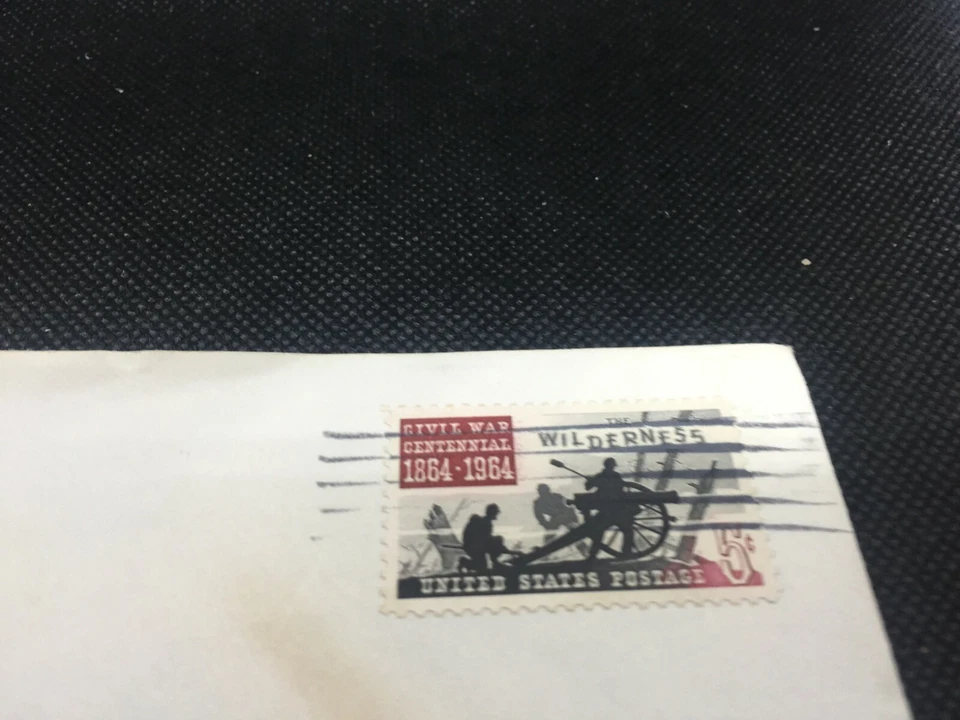 CIVIL WAR
CENTENNIAL
1864-1964
THE
WILDERNESS
5¢
UNITED STATES POSTAGE